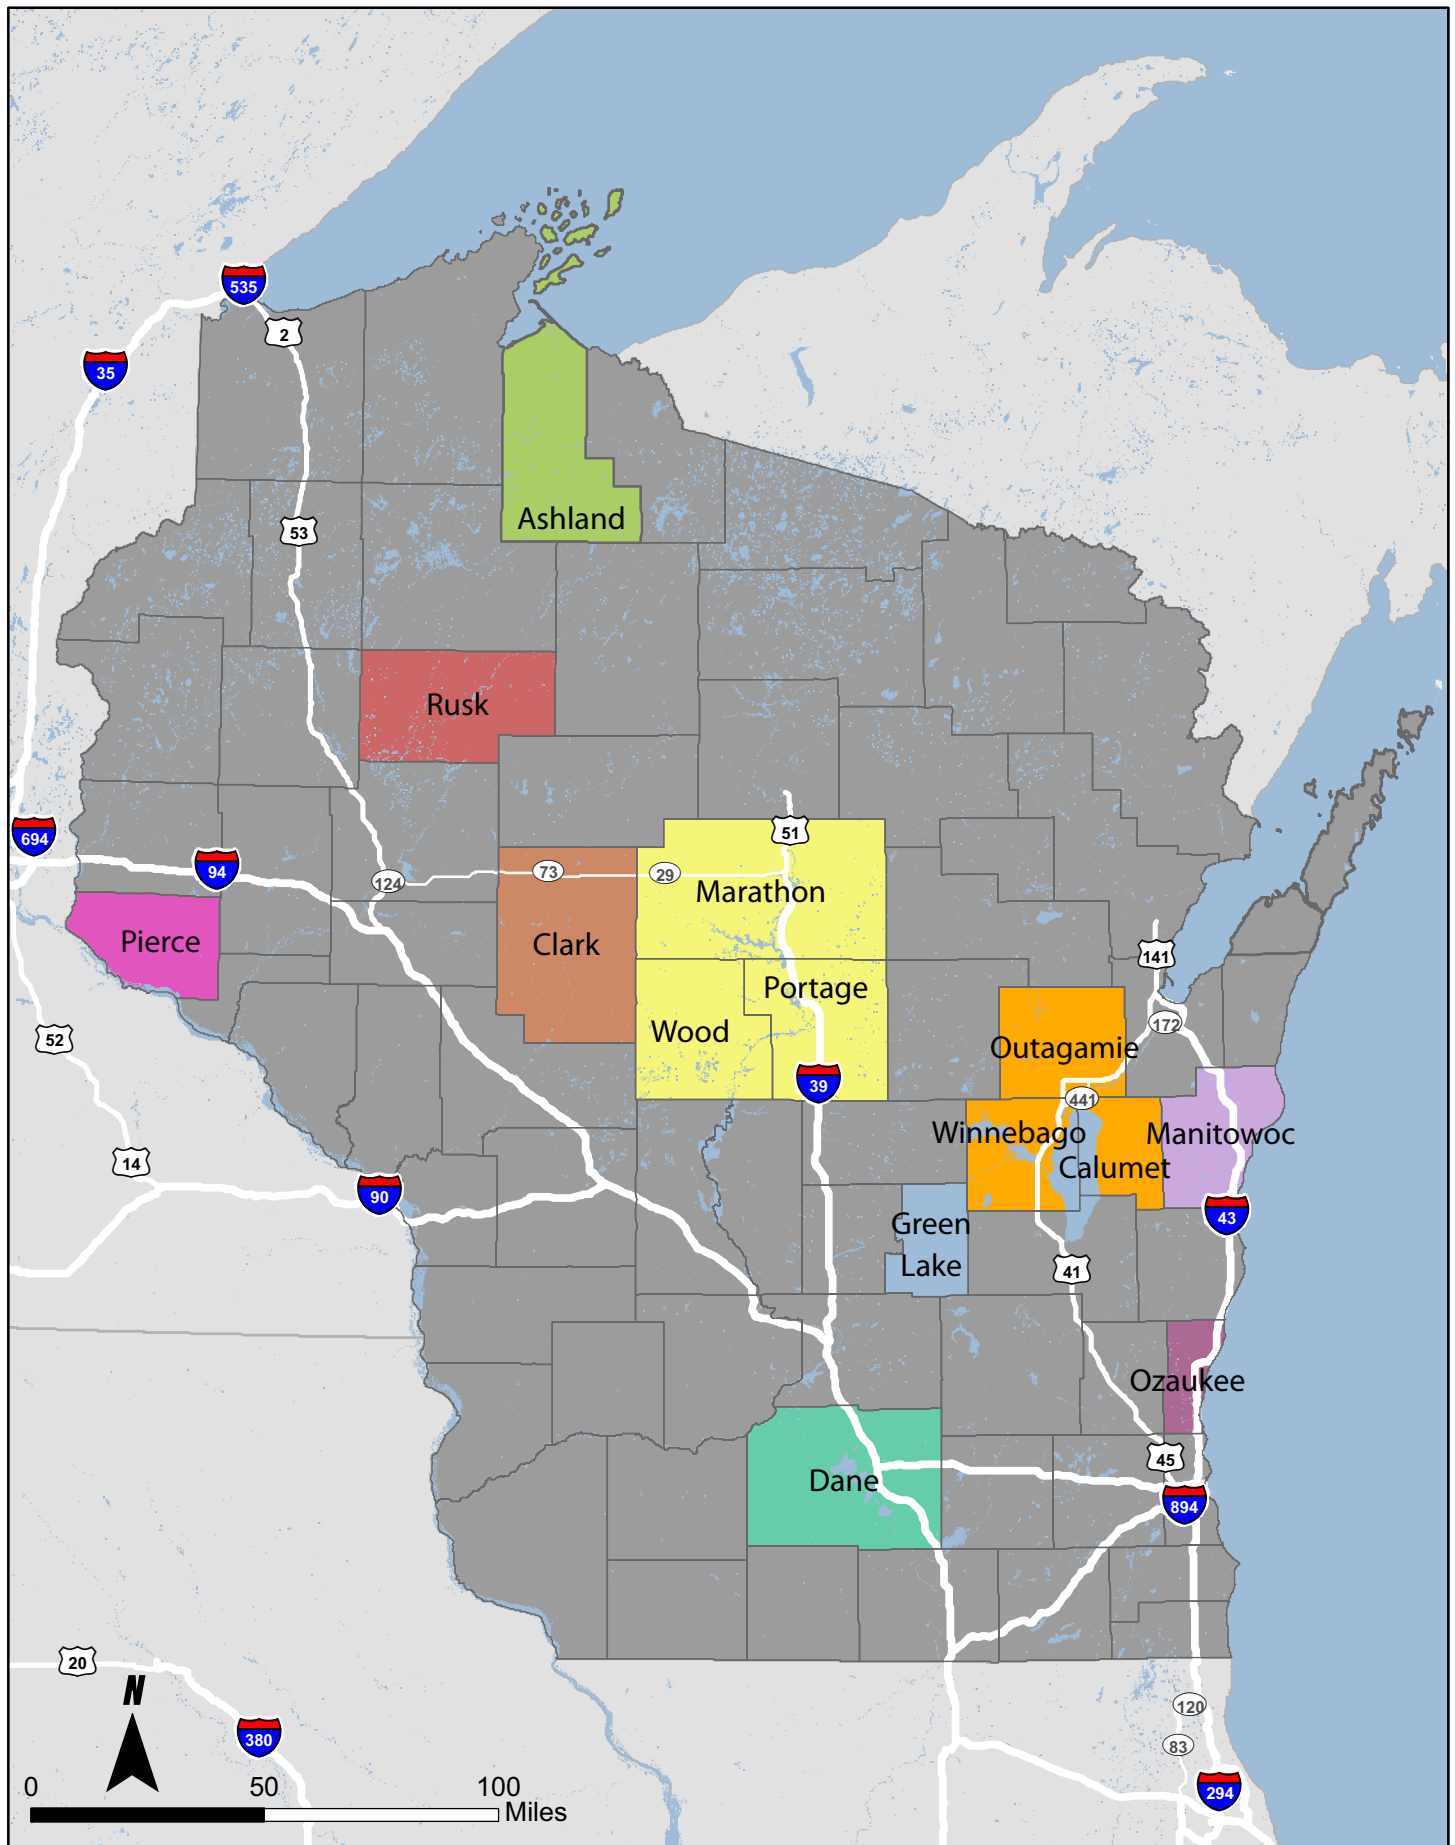 535
2
35
53
Ashland
Rusk
51
694
94
73
29
124
Marathon
Pierce
Clark
141
Portage
Wood
172
52
Outagamie
39
441
Winnebago
Manitowoc
14
Calumet
90
43
Green
Lake
41
Ozaukee
45
Dane
894
20
N
120
380
83
0 50 100
294
Miles